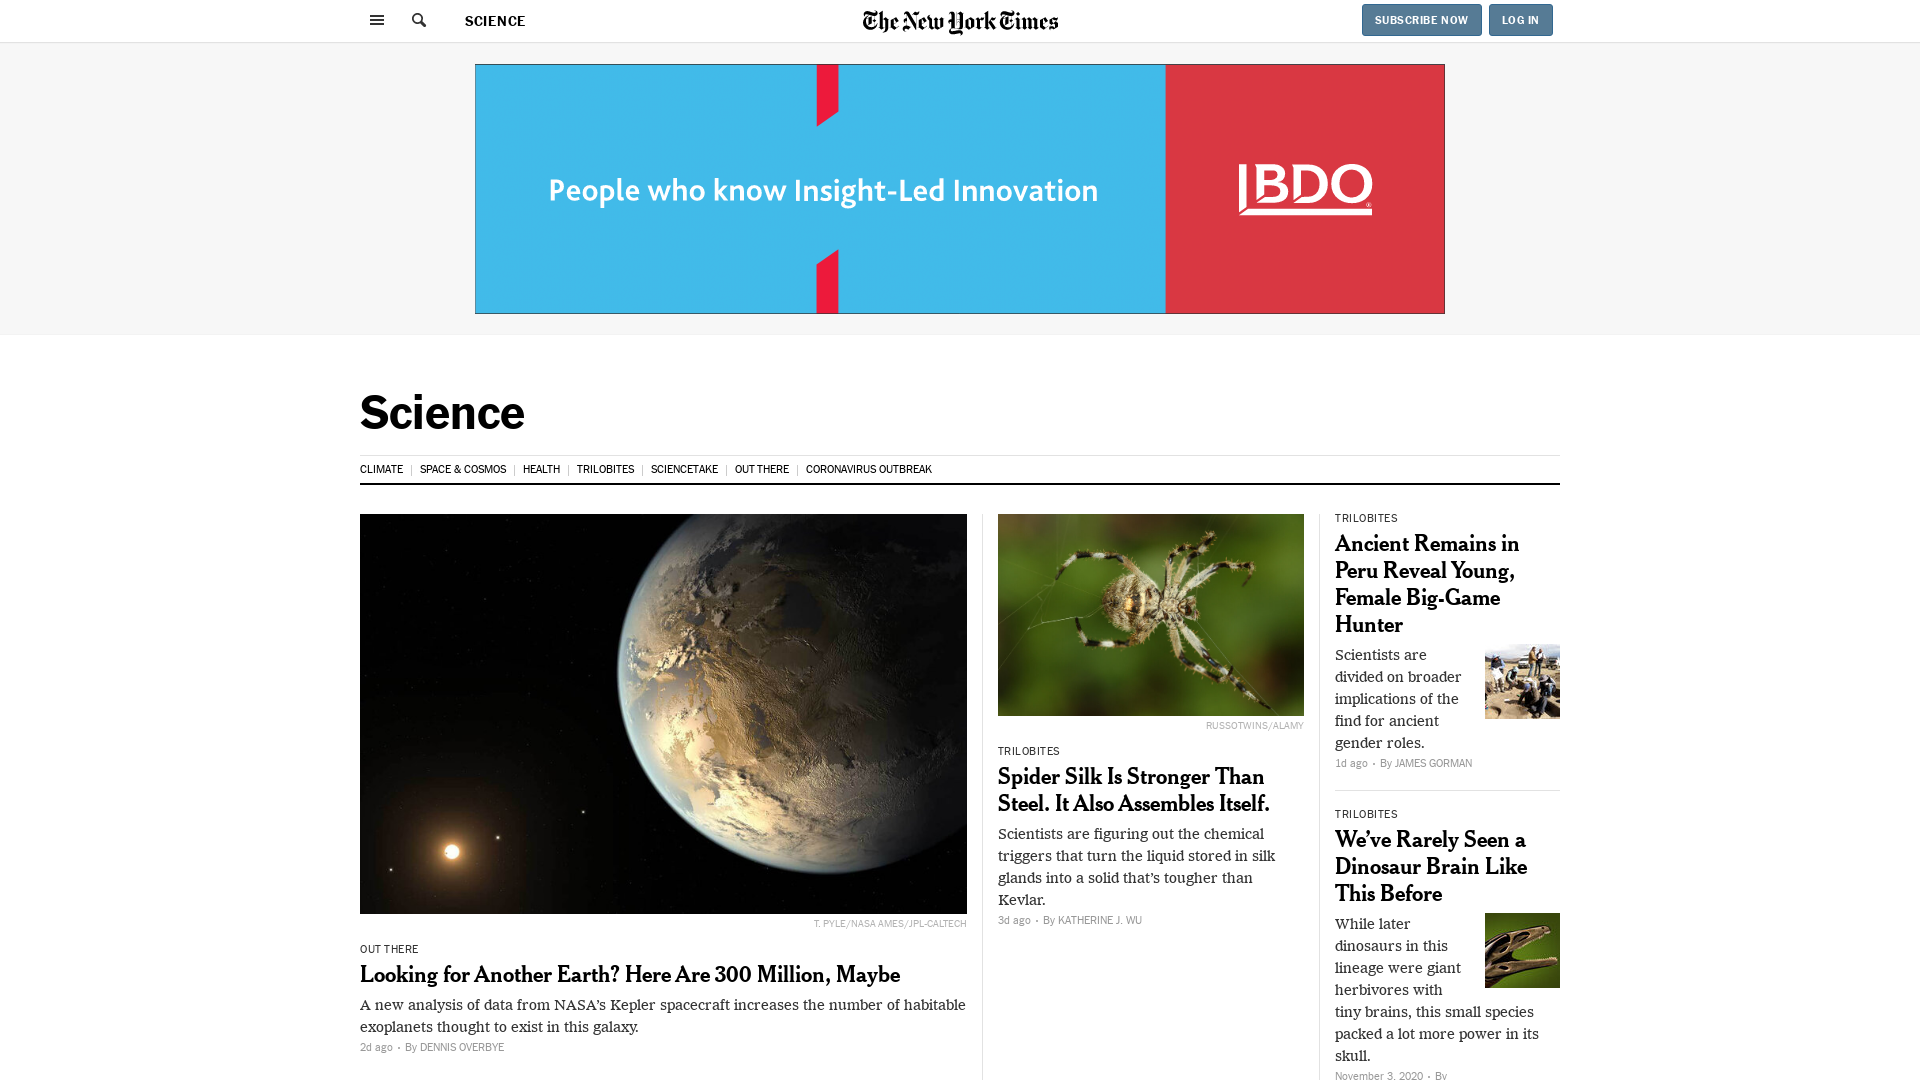 SCIENCE
The New York Times
SUBSCRIBE NOW
LOG IN
People who know Insight-Led Innovation
BDO
Science
CLIMATE
SPACE & COSMOS
HEALTH
TRILOBITES
SCIENCETAKE
OUT THERE
CORONAVIRUS OUTBREAK
T. PYLE/NASA AMES/JPL-CALTECH
OUT THERE
Looking for Another Earth? Here Are 300 Million, Maybe
A new analysis of data from NASA’s Kepler spacecraft increases the number of habitable
exoplanets thought to exist in this galaxy.
2d ago • By DENNIS OVERBYE
RUSSOTWINS/ALAMY
TRILOBITES
Spider Silk Is Stronger Than
Steel. It Also Assembles Itself.
Scientists are figuring out the chemical
triggers that turn the liquid stored in silk
glands into a solid that’s tougher than
Kevlar.
3d ago • By KATHERINE J. WU
TRILOBITES
Ancient Remains in
Peru Reveal Young,
Female Big-Game
Hunter
Scientists are
divided on broader
implications of the
find for ancient
gender roles.
1d ago • By JAMES GORMAN
TRILOBITES
We’ve Rarely Seen a
Dinosaur Brain Like
This Before
While later
dinosaurs in this
lineage were giant
herbivores with
tiny brains, this small species
packed a lot more power in its
skull.
November 3, 2020 • By